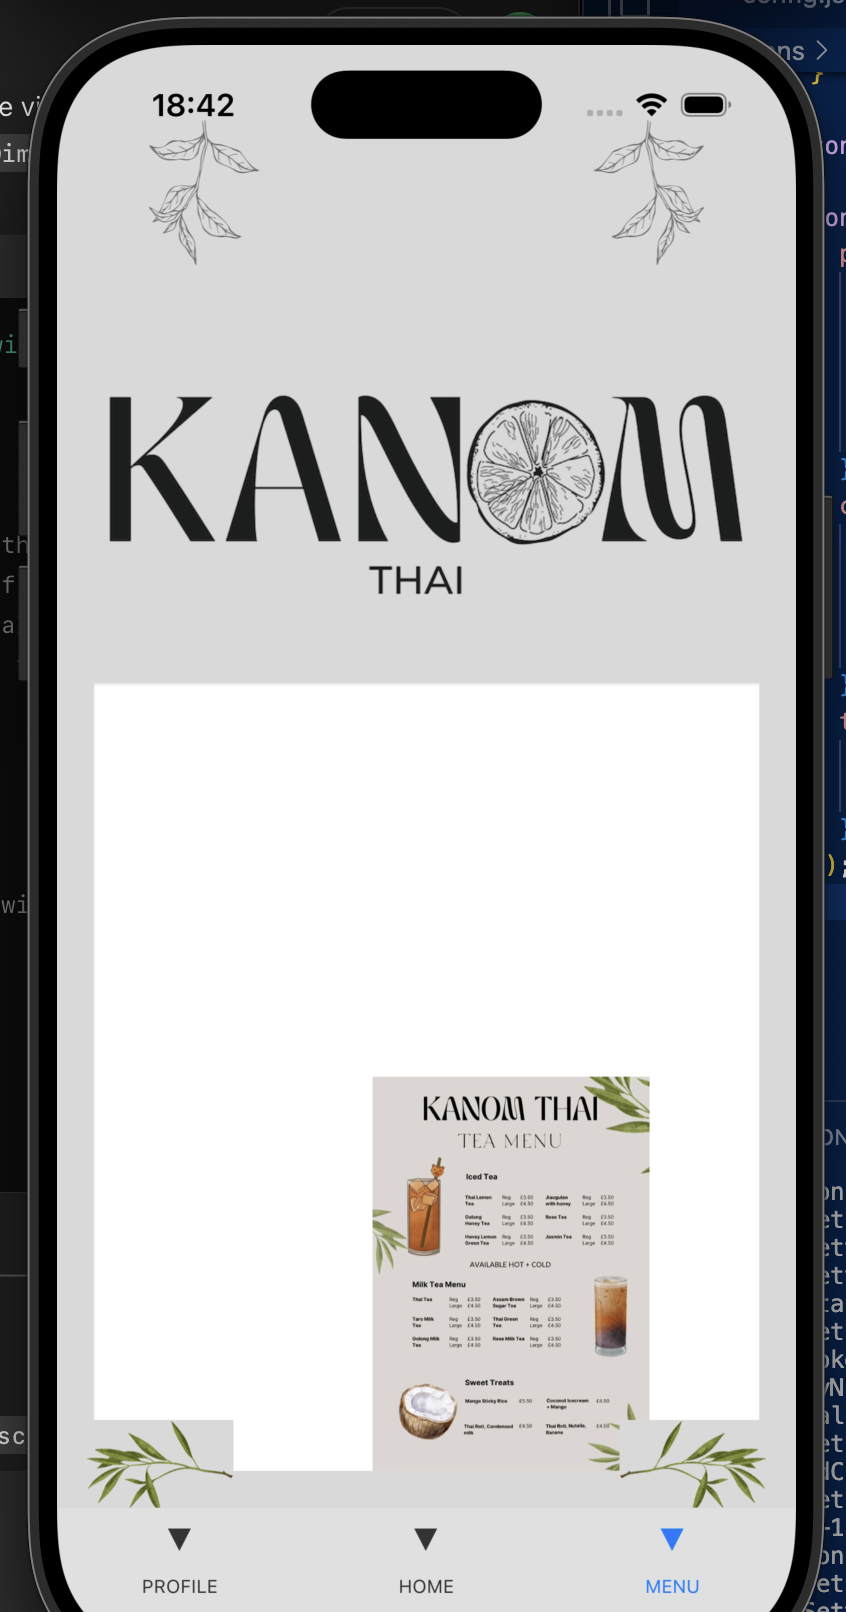 18:42
KANOM
THAI
KANOM THAI
TEA MENU
Iced Tea
Thai Lemon Tea Reg £3.50 Large £4.50 Jiaogulan with honey Reg £3.50 Large £4.50
Oolong Honey Tea Reg £3.50 Large £4.50 Rose Tea Reg £3.50 Large £4.50
Honey Lemon Green Tea Reg £3.50 Large £4.50 Jasmin Tea Reg £3.50 Large £4.50
AVAILABLE HOT + COLD
Milk Tea Menu
Thai Tea Reg £3.50 Large £4.50 Assam Brown Sugar Tea Reg £3.50 Large £4.50
Taro Milk Tea Reg £3.50 Large £4.50 Thai Green Tea Reg £3.50 Large £4.50
Oolong Milk Tea Reg £3.50 Large £4.50 Rose Milk Tea Reg £3.50 Large £4.50
Sweet Treats
Mango Sticky Rice £5.50 Coconut Icecream + Mango £4.50
Thai Roti, Condensed milk £4.50 Thai Roti, Nutella, Banana £4.50
PROFILE
HOME
MENU